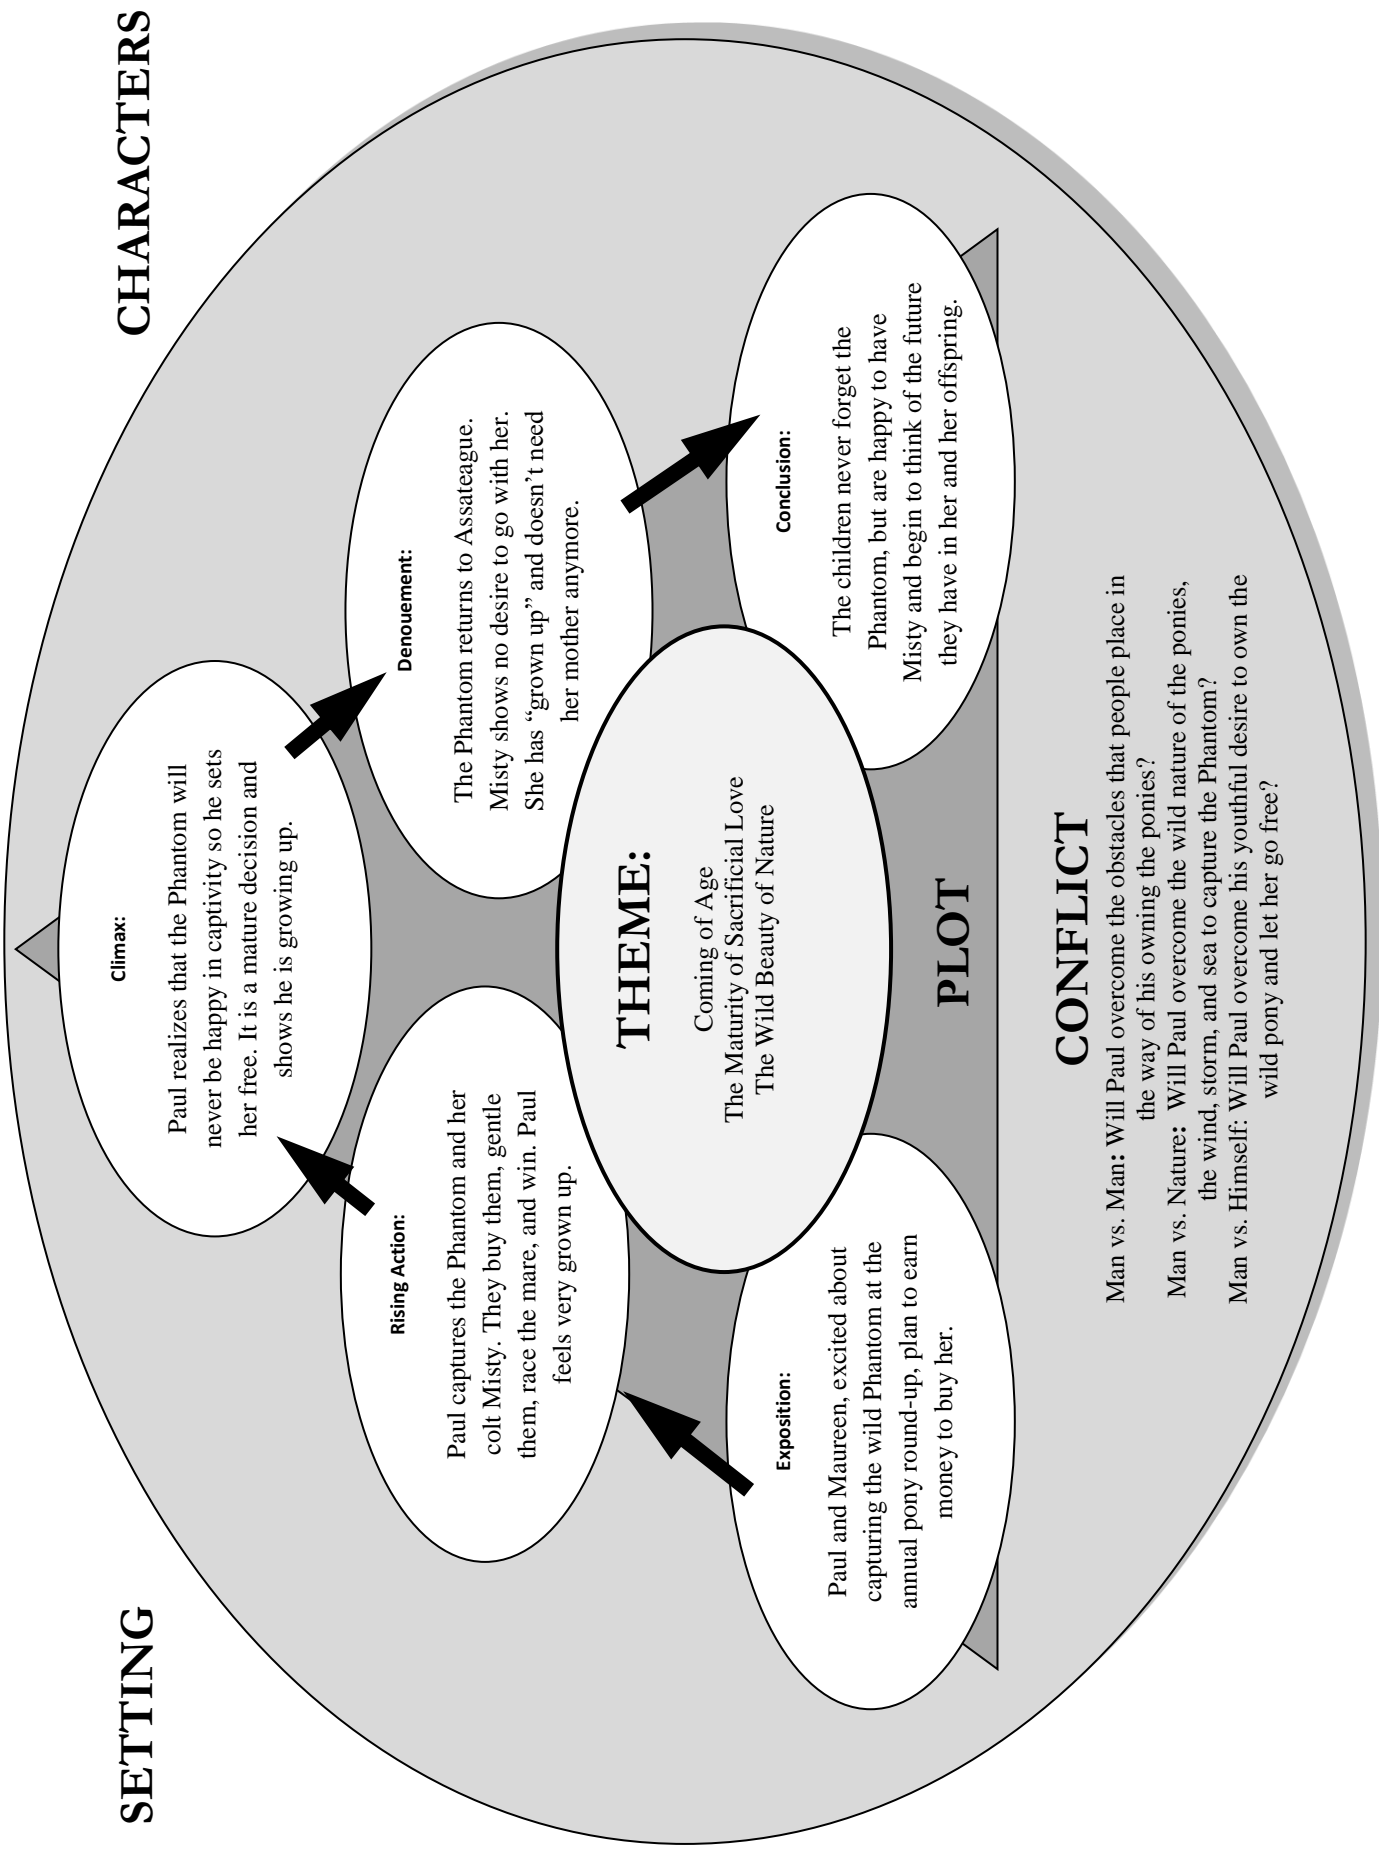 SETTING
CHARACTERS
Climax:
Paul realizes that the Phantom will
never be happy in captivity so he sets
her free. It is a mature decision and
shows he is growing up.
Rising Action:
Paul captures the Phantom and her
colt Misty. They buy them, gentle
them, race the mare, and win. Paul
feels very grown up.
Denouement:
The Phantom returns to Assateague.
Misty shows no desire to go with her.
She has “grown up” and doesn’t need
her mother anymore.
THEME:
Coming of Age
The Maturity of Sacrificial Love
The Wild Beauty of Nature
Exposition:
Paul and Maureen, excited about
capturing the wild Phantom at the
annual pony round-up, plan to earn
money to buy her.
Conclusion:
The children never forget the
Phantom, but are happy to have
Misty and begin to think of the future
they have in her and her offspring.
PLOT
CONFLICT
Man vs. Man: Will Paul overcome the obstacles that people place in
the way of his owning the ponies?
Man vs. Nature: Will Paul overcome the wild nature of the ponies,
the wind, storm, and sea to capture the Phantom?
Man vs. Himself: Will Paul overcome his youthful desire to own the
wild pony and let her go free?